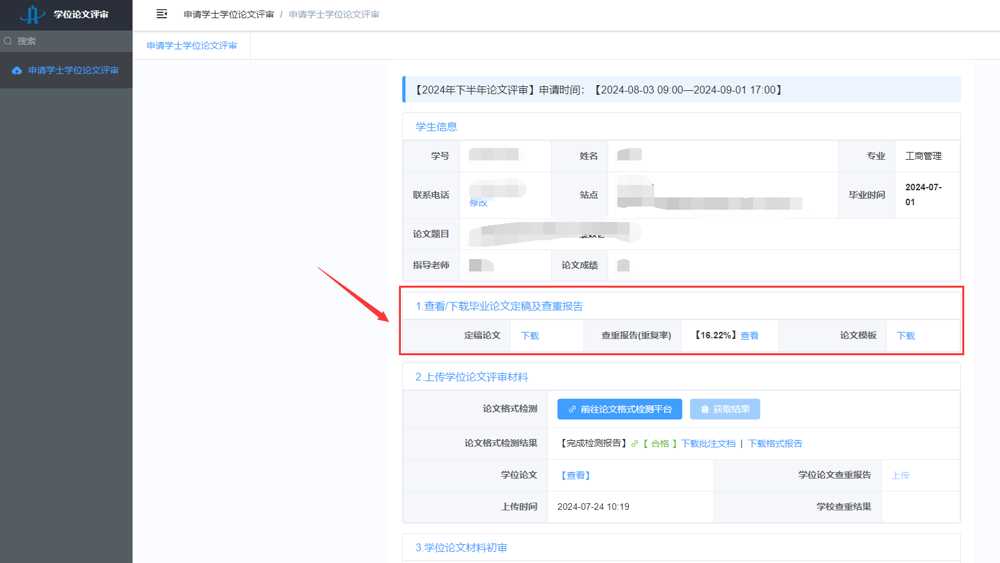 学位论文评审
申请学士学位论文评审 / 申请学士学位论文评审
搜索
申请学士学位论文评审
申请学士学位论文评审
【2024年下半年论文评审】申请时间：【2024-08-03 09:00—2024-09-01 17:00】
学生信息
学号 姓名 专业 工商管理
联系电话 修改 站点 毕业时间 2024-07-
01
论文题目
指导老师 论文成绩
1.查看/下载毕业论文定稿及查重报告
定稿论文 下载 查重报告(重复率) 【16.22%】查看 论文模板 下载
2.上传学位论文评审材料
论文格式检测 前往论文格式检测平台 获取结果
论文格式检测结果 【完成检测报告】【 合格 】下载批注文档 | 下载格式报告
学位论文 【查看】 学位论文查重报告 上传
上传时间 2024-07-24 10:19 学校查重结果
3.学位论文材料初审